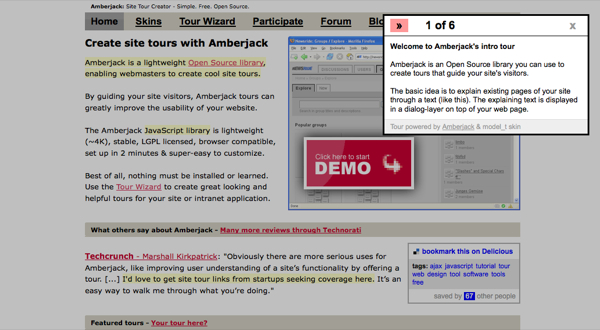 Amberjack: Site Tour Creator - Simple. Free. Open Source.
Home Skins Tour Wizard Participate Forum Blo
» 1 of 6 x
Welcome to Amberjack's intro tour
Amberjack is an Open Source library you can use to
create tours that guide your site's visitors.
The basic idea is to explain existing pages of your site
through a text (like this). The explaining text is displayed
in a dialog-layer on top of your web page.
Tour powered by Amberjack & model_t skin
Create site tours with Amberjack
Amberjack is a lightweight Open Source library,
enabling webmasters to create cool site tours.
By guiding your site visitors, Amberjack tours can
greatly improve the usability of your website.
The Amberjack JavaScript library is lightweight
(~4K), stable, LGPL licensed, browser compatible,
set up in 2 minutes & super-easy to customize.
Best of all, nothing must be installed or learned.
Use the Tour Wizard to create great looking and
helpful tours for your site or intranet application.
Popular groups
Click here to start
DEMO
What others say about Amberjack - Many more reviews through Technorati
Techcrunch - Marshall Kirkpatrick: "Obviously there are more serious uses for
Amberjack, like improving user understanding of a site's functionality by offering a
tour. [...] I'd love to get site tour links from startups seeking coverage here. It's an
easy way to walk me through what you're doing."
bookmark this on Delicious
tags: ajax javascript tutorial tour
web design tool software tools
free
saved by 67 other people
Featured tours - Your tour here?